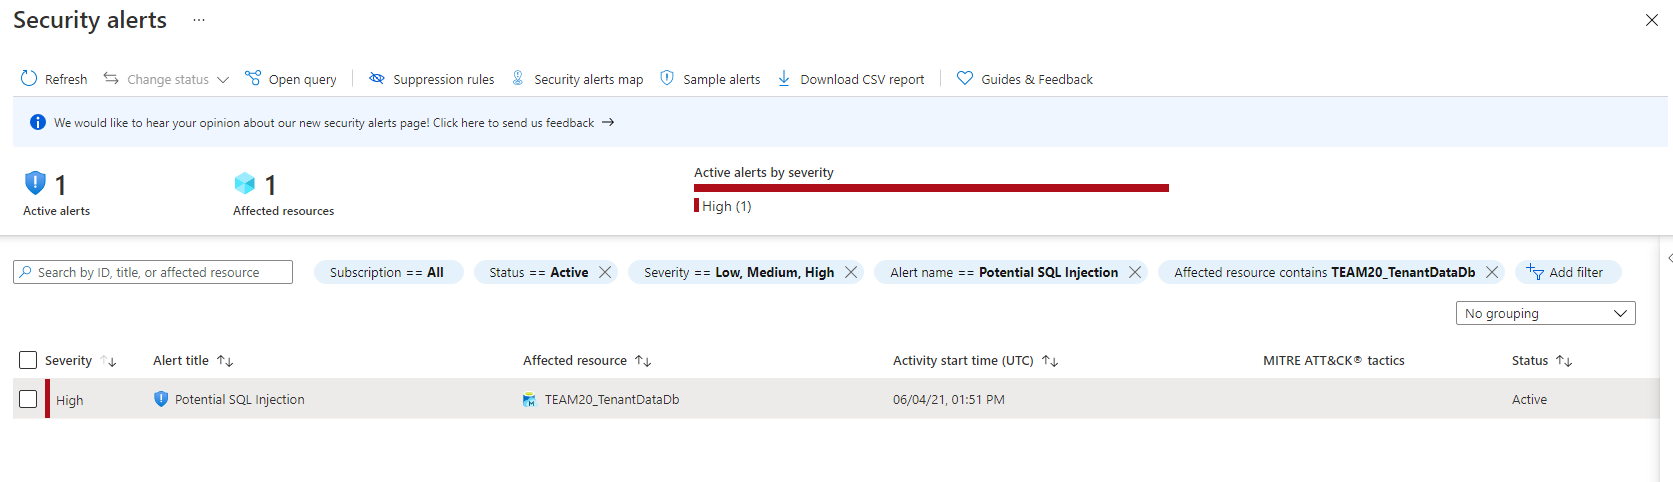 Security alerts ...
Refresh Change status Open query Suppression rules Security alerts map Sample alerts Download CSV report Guides & Feedback
We would like to hear your opinion about our new security alerts page! Click here to send us feedback →
1 1 Active alerts by severity
Active alerts Affected resources High (1)
Search by ID, title, or affected resource Subscription == All Status == Active Severity == Low, Medium, High Alert name == Potential SQL Injection Affected resource contains TEAM20_TenantDataDb Add filter
No grouping
Severity Alert title Affected resource Activity start time (UTC) MITRE ATT&CK® tactics Status
High Potential SQL Injection TEAM20_TenantDataDb 06/04/21, 01:51 PM Active